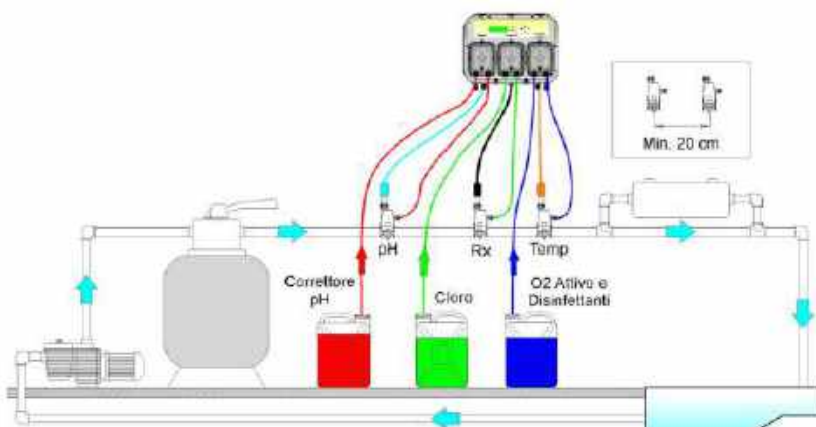 Min. 20 cm
pH
Rx
Temp
Correttore
pH
Cloro
O2 Attivo e
Disinfettanti